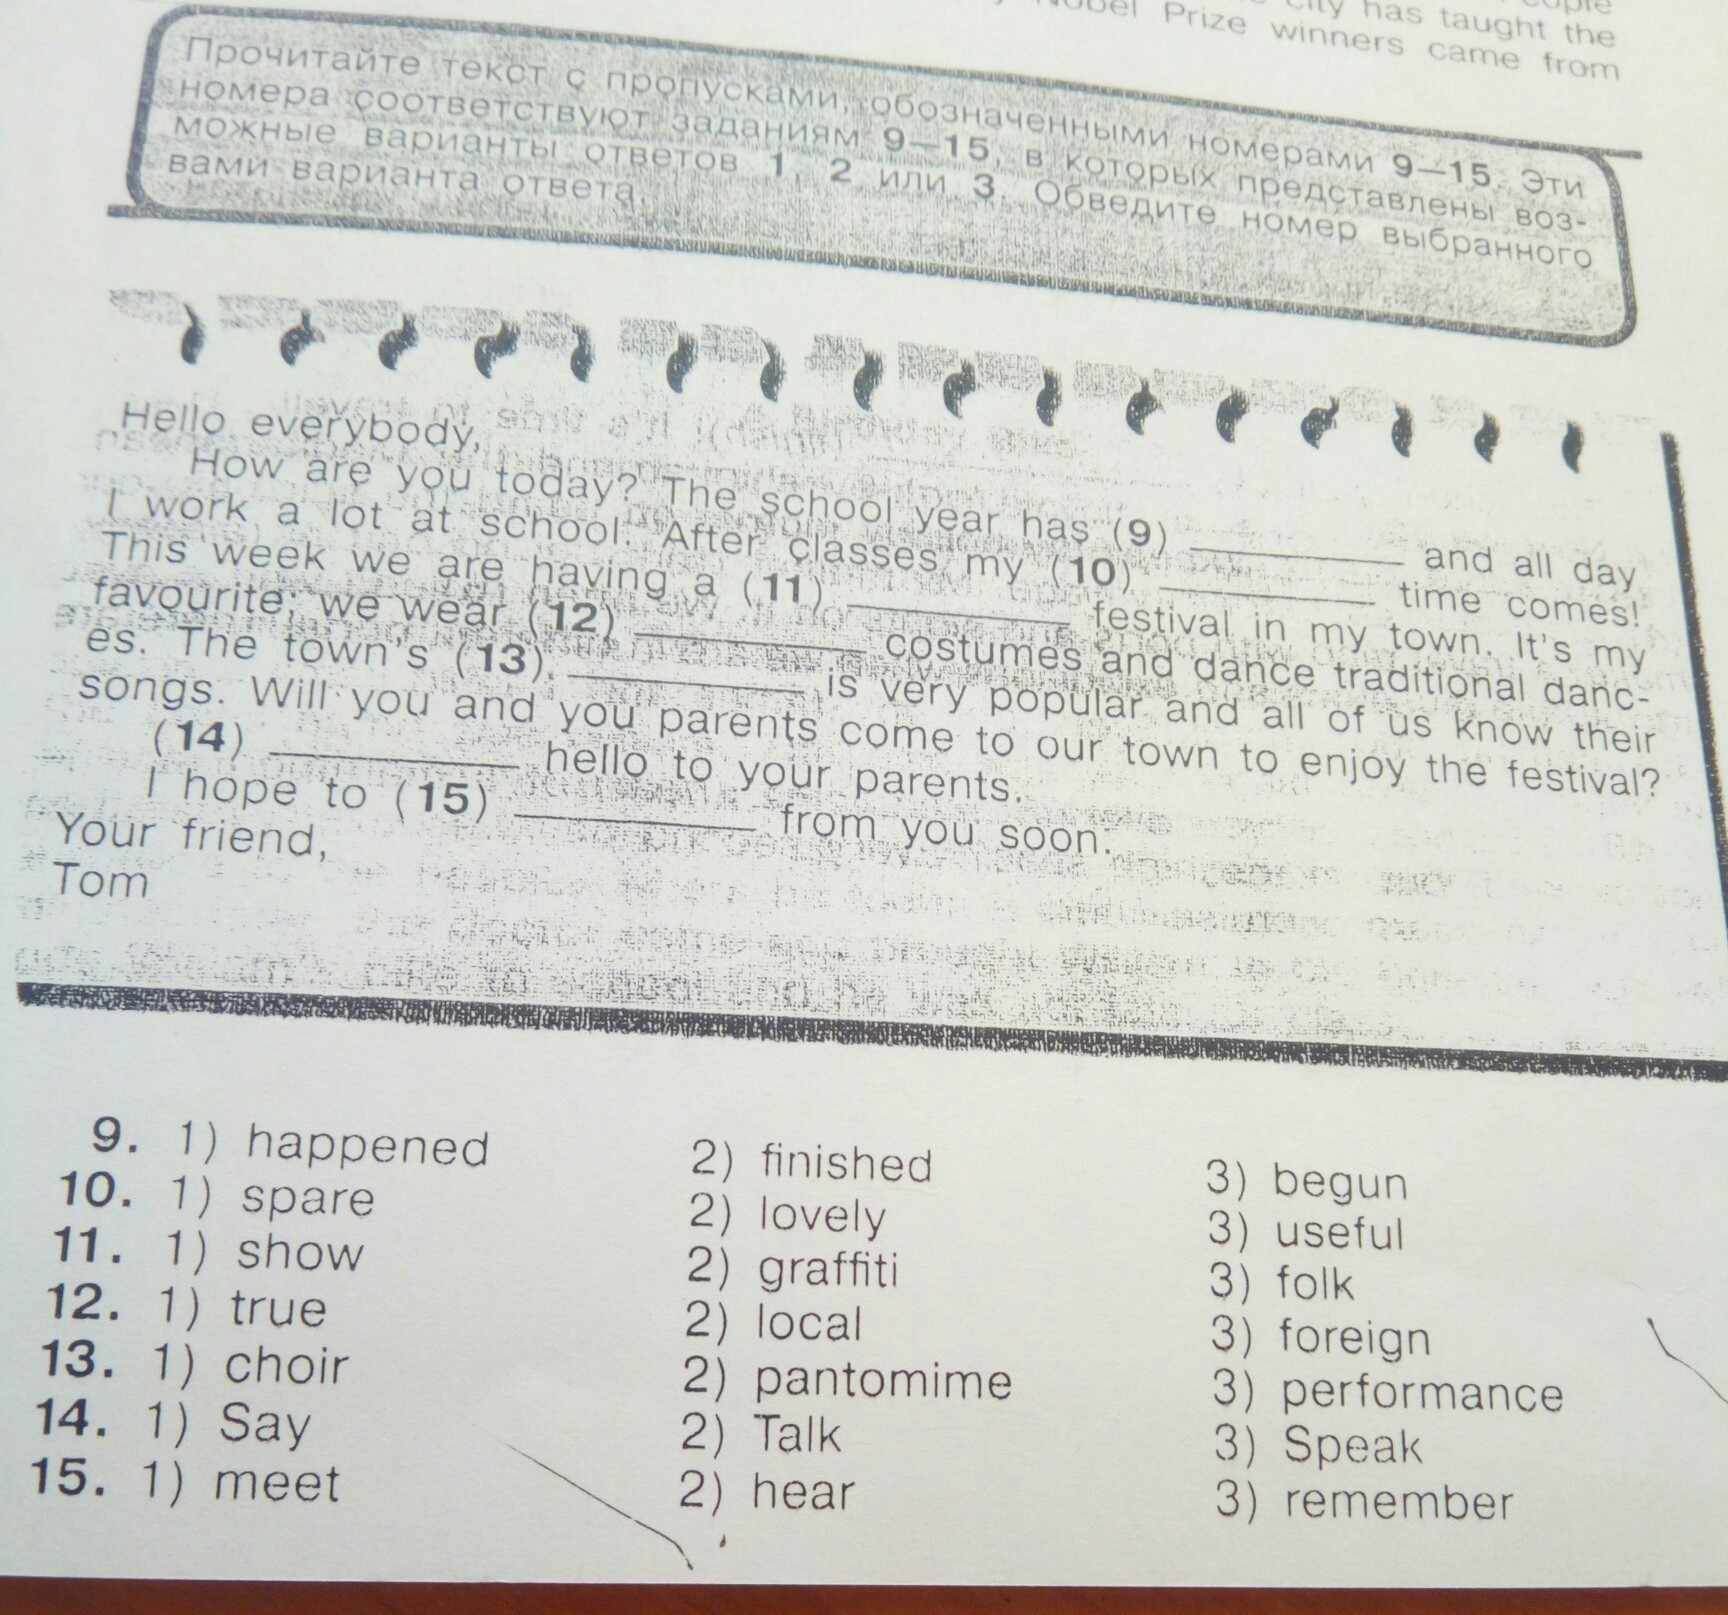 city has taught the
Nobel Prize winners came from
Прочитайте текст с пропусками, обозначенными номерами 9—15. Эти
номера соответствуют заданиям 9—15, в которых представлены воз-
можные варианты ответов 1, 2 или 3. Обведите номер выбранного
вами варианта ответа.
Hello everybody,
How are you today? The school year has (9) __________ and all day
I work a lot at school. After classes my (10) __________ time comes!
This week we are having a (11) __________ festival in my town. It's my
favourite; we wear (12) __________ costumes and dance traditional danc-
es. The town's (13) __________ is very popular and all of us know their
songs. Will you and you parents come to our town to enjoy the festival?
(14) __________ hello to your parents.
I hope to (15) __________ from you soon.
Your friend,
Tom
9. 1) happened 2) finished 3) begun
10. 1) spare 2) lovely 3) useful
11. 1) show 2) graffiti 3) folk
12. 1) true 2) local 3) foreign
13. 1) choir 2) pantomime 3) performance
14. 1) Say 2) Talk 3) Speak
15. 1) meet 2) hear 3) remember